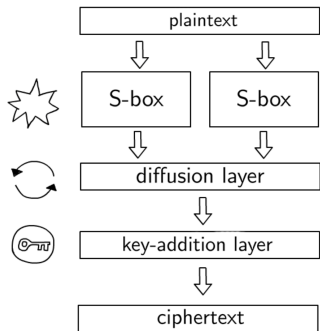 plaintext
S-box S-box
diffusion layer
key-addition layer
ciphertext